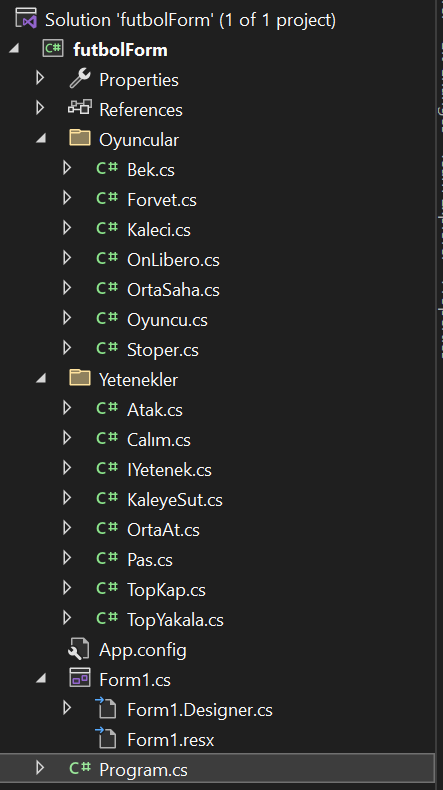 Solution 'futbolForm' (1 of 1 project)
C# futbolForm
Properties
References
Oyuncular
C# Bek.cs
C# Forvet.cs
C# Kaleci.cs
C# OnLibero.cs
C# OrtaSaha.cs
C# Oyuncu.cs
C# Stoper.cs
Yetenekler
C# Atak.cs
C# Calım.cs
C# IYetenek.cs
C# KaleyeSut.cs
C# OrtaAt.cs
C# Pas.cs
C# TopKap.cs
C# TopYakala.cs
App.config
Form1.cs
Form1.Designer.cs
Form1.resx
C# Program.cs